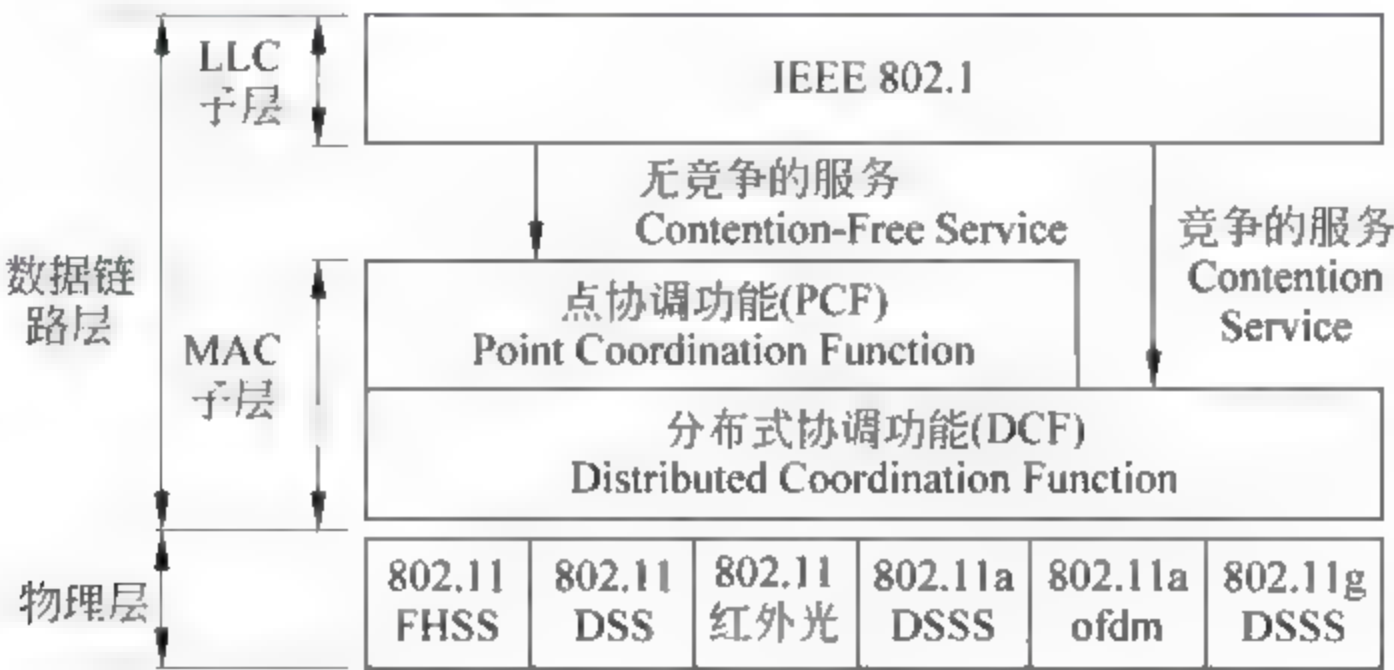 LLC
子层
IEEE 802.1
无竞争的服务
Contention-Free Service
竞争的服务
Contention
Service
数据链
路层
MAC
子层
点协调功能(PCF)
Point Coordination Function
分布式协调功能(DCF)
Distributed Coordination Function
物理层
802.11
FHSS
802.11
DSS
802.11
红外光
802.11a
DSSS
802.11a
ofdm
802.11g
DSSS